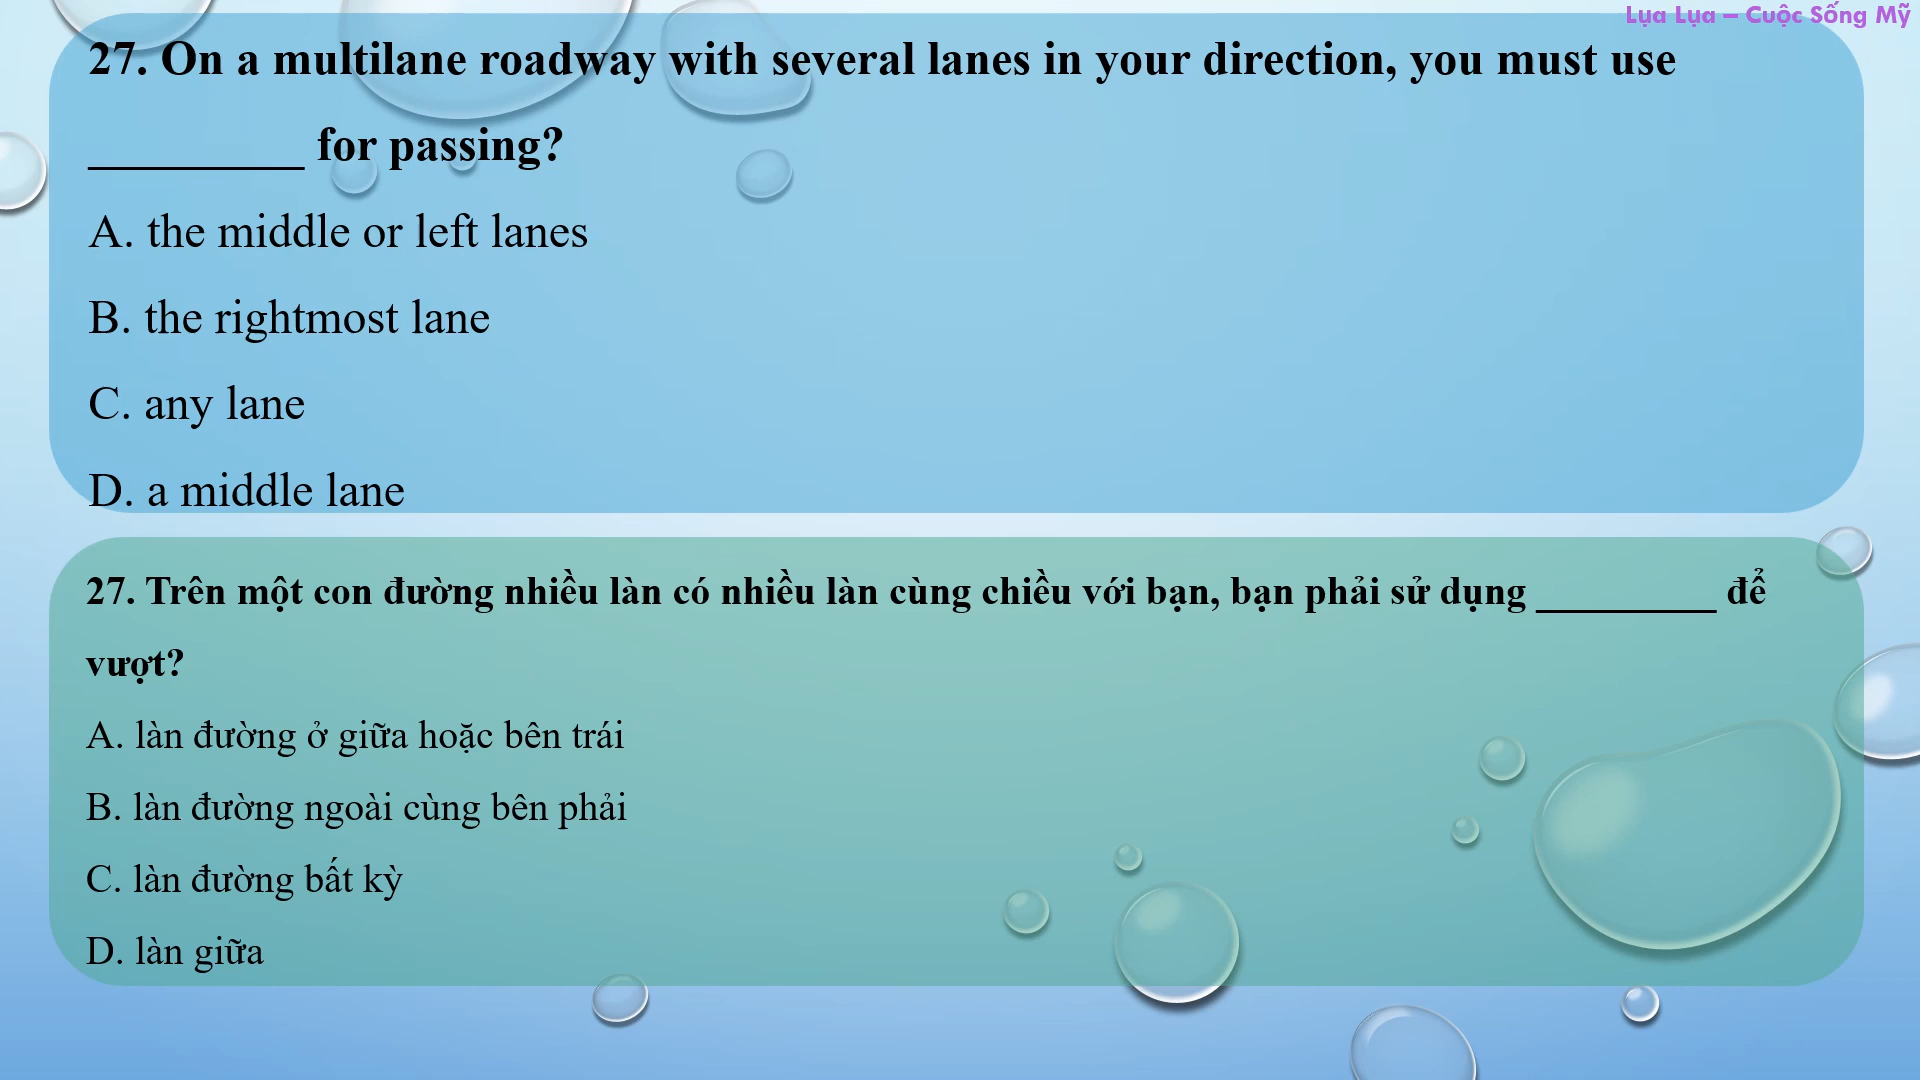 Lụa Lụa – Cuộc Sống Mỹ
27. On a multilane roadway with several lanes in your direction, you must use
_________ for passing?
A. the middle or left lanes
B. the rightmost lane
C. any lane
D. a middle lane
27. Trên một con đường nhiều làn có nhiều làn cùng chiều với bạn, bạn phải sử dụng _________ để
vượt?
A. làn đường ở giữa hoặc bên trái
B. làn đường ngoài cùng bên phải
C. làn đường bất kỳ
D. làn giữa